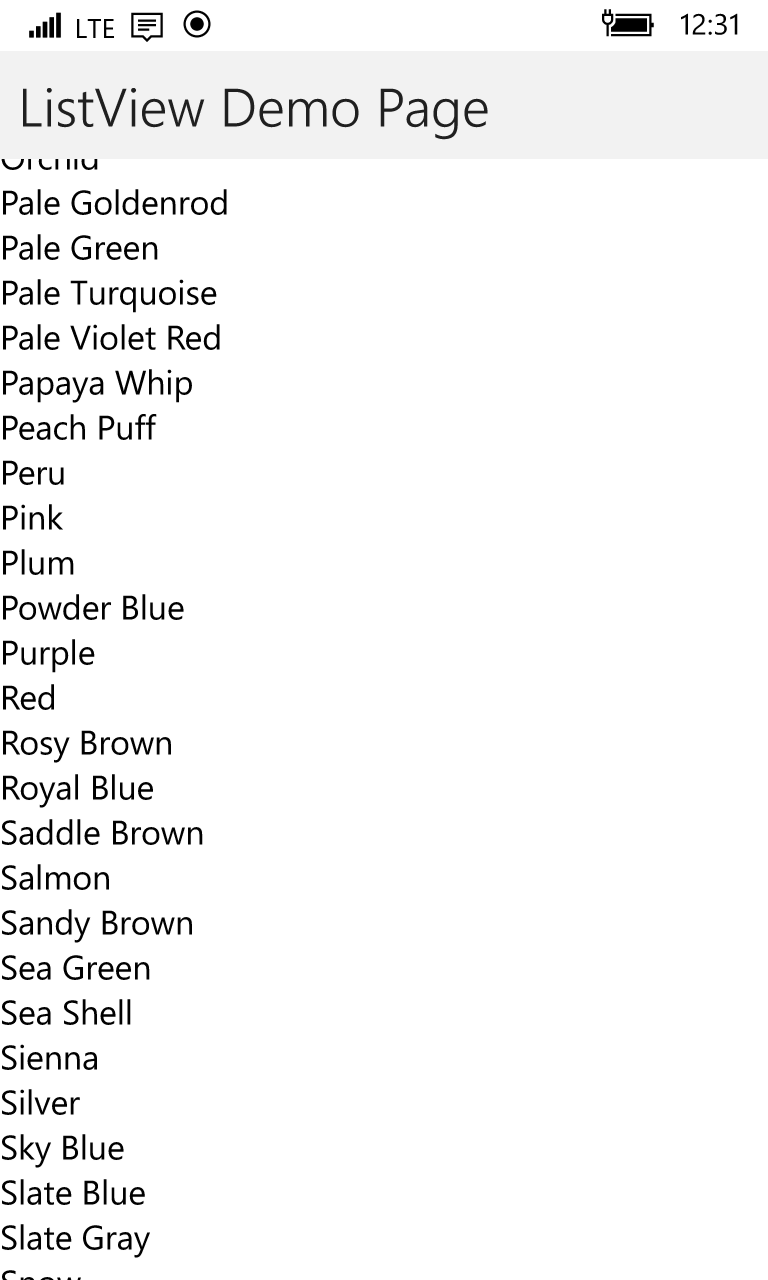 LTE 12:31
ListView Demo Page
Orchid
Pale Goldenrod
Pale Green
Pale Turquoise
Pale Violet Red
Papaya Whip
Peach Puff
Peru
Pink
Plum
Powder Blue
Purple
Red
Rosy Brown
Royal Blue
Saddle Brown
Salmon
Sandy Brown
Sea Green
Sea Shell
Sienna
Silver
Sky Blue
Slate Blue
Slate Gray
Snow